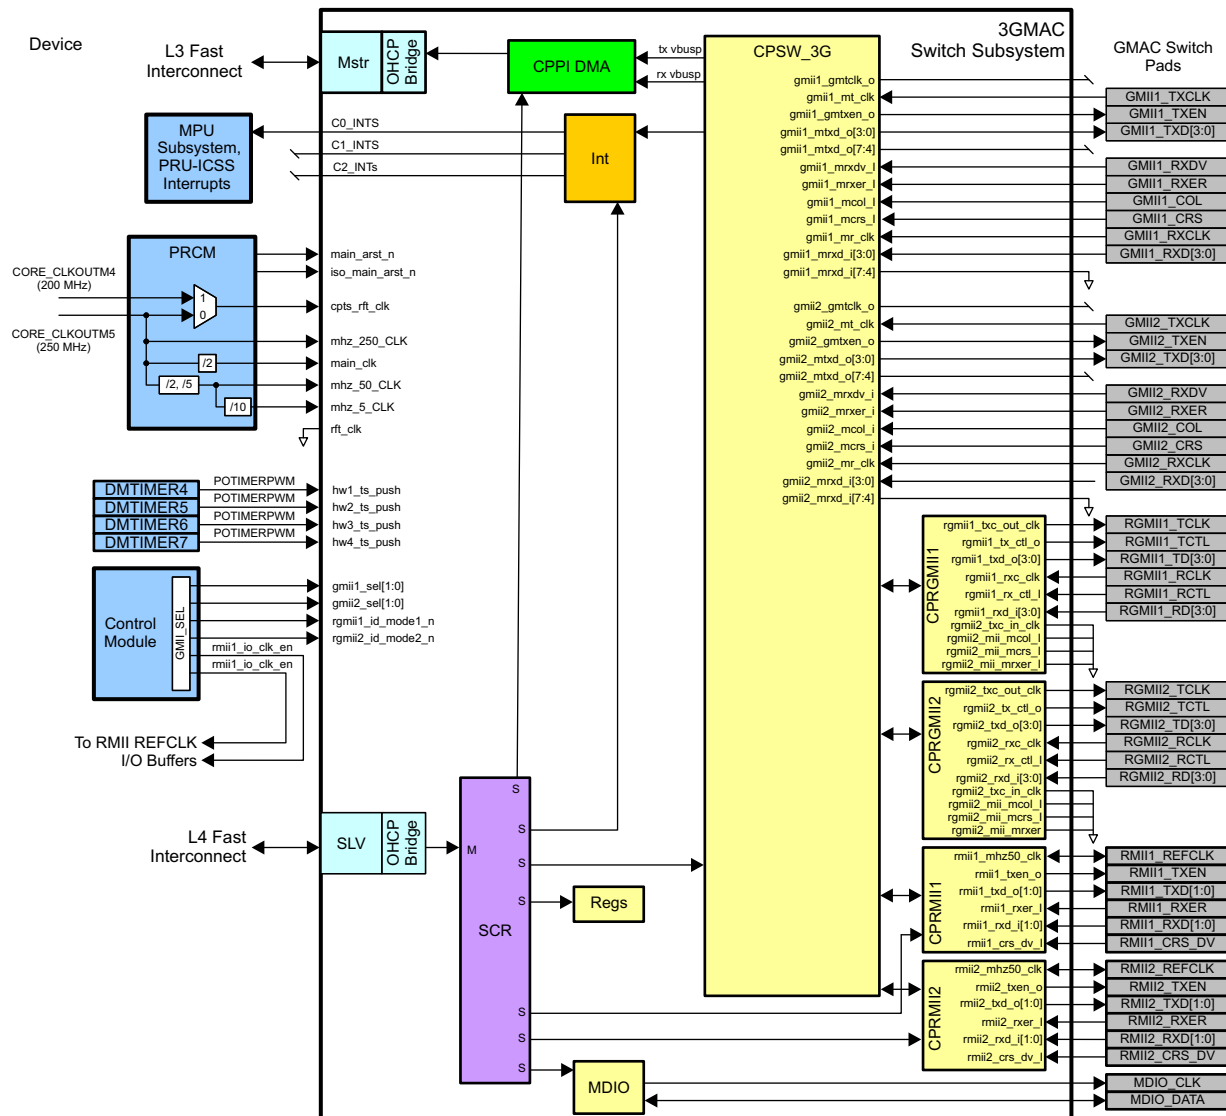 Device
L3 Fast
Interconnect
Mstr
OHCP
Bridge
CPPI DMA
tx vbusp
rx vbusp
CPSW_3G
3GMAC
Switch Subsystem
GMAC Switch
Pads
MPU
Subsystem,
PRU-ICSS
Interrupts
C0_INTS
C1_INTS
C2_INTs
Int
gmii1_gmtclk_o
gmii1_mt_clk
gmii1_gmtxen_o
gmii1_mtxd_o[3:0]
gmii1_mtxd_o[7:4]
gmii1_mrxdv_I
gmii1_mrxer_I
gmii1_mcol_I
gmii1_mcrs_I
gmii1_mr_clk
gmii1_mrxd_i[3:0]
gmii1_mrxd_i[7:4]
GMII1_TXCLK
GMII1_TXEN
GMII1_TXD[3:0]
GMII1_RXDV
GMII1_RXER
GMII1_COL
GMII1_CRS
GMII1_RXCLK
GMII1_RXD[3:0]
PRCM
CORE_CLKOUTM4
(200 MHz)
CORE_CLKOUTM5
(250 MHz)
1
0
/2
/2, /5
/10
main_arst_n
iso_main_arst_n
cpts_rft_clk
mhz_250_CLK
main_clk
mhz_50_CLK
mhz_5_CLK
rft_clk
gmii2_gmtclk_o
gmii2_mt_clk
gmii2_gmtxen_o
gmii2_mtxd_o[3:0]
gmii2_mtxd_o[7:4]
gmii2_mrxdv_i
gmii2_mrxer_i
gmii2_mcol_i
gmii2_mcrs_i
gmii2_mr_clk
gmii2_mrxd_i[3:0]
gmii2_mrxd_i[7:4]
GMII2_TXCLK
GMII2_TXEN
GMII2_TXD[3:0]
GMII2_RXDV
GMII2_RXER
GMII2_COL
GMII2_CRS
GMII2_RXCLK
GMII2_RXD[3:0]
DMTIMER4
DMTIMER5
DMTIMER6
DMTIMER7
POTIMERPWM
POTIMERPWM
POTIMERPWM
POTIMERPWM
hw1_ts_push
hw2_ts_push
hw3_ts_push
hw4_ts_push
Control
Module
GMII_SEL
gmii1_sel[1:0]
gmii2_sel[1:0]
rgmii1_id_mode1_n
rgmii2_id_mode2_n
rmii1_io_clk_en
rmii1_io_clk_en
To RMII REFCLK
I/O Buffers
CPRGMII1
rgmii1_txc_out_clk
rgmii1_tx_ctl_o
rgmii1_txd_o[3:0]
rgmii1_rxc_clk
rgmii1_rx_ctl_I
rgmii1_rxd_i[3:0]
rgmii2_txc_in_clk
rgmii2_mii_mcol_I
rgmii2_mii_mcrs_I
rgmii2_mii_mrxer_I
RGMII1_TCLK
RGMII1_TCTL
RGMII1_TD[3:0]
RGMII1_RCLK
RGMII1_RCTL
RGMII1_RD[3:0]
CPRGMII2
rgmii2_txc_out_clk
rgmii2_tx_ctl_o
rgmii2_txd_o[3:0]
rgmii2_rxc_clk
rgmii2_rx_ctl_I
rgmii2_rxd_i[3:0]
rgmii2_txc_in_clk
rgmii2_mii_mcol_I
rgmii2_mii_mcrs_I
rgmii2_mii_mrxer
RGMII2_TCLK
RGMII2_TCTL
RGMII2_TD[3:0]
RGMII2_RCLK
RGMII2_RCTL
RGMII2_RD[3:0]
L4 Fast
Interconnect
SLV
OHCP
Bridge
SCR
M
S
S
S
S
S
S
S
Regs
MDIO
CPRMII1
rmii1_mhz50_clk
rmii1_txen_o
rmii1_txd_o[1:0]
rmii1_rxer_I
rmii1_rxd_i[1:0]
rmii1_crs_dv_I
RMII1_REFCLK
RMII1_TXEN
RMII1_TXD[1:0]
RMII1_RXER
RMII1_RXD[1:0]
RMII1_CRS_DV
CPRMII2
rmii2_mhz50_clk
rmii2_txen_o
rmii2_txd_o[1:0]
rmii2_rxer_I
rmii2_rxd_i[1:0]
rmii2_crs_dv_I
RMII2_REFCLK
RMII2_TXEN
RMII2_TXD[1:0]
RMII2_RXER
RMII2_RXD[1:0]
RMII2_CRS_DV
MDIO_CLK
MDIO_DATA